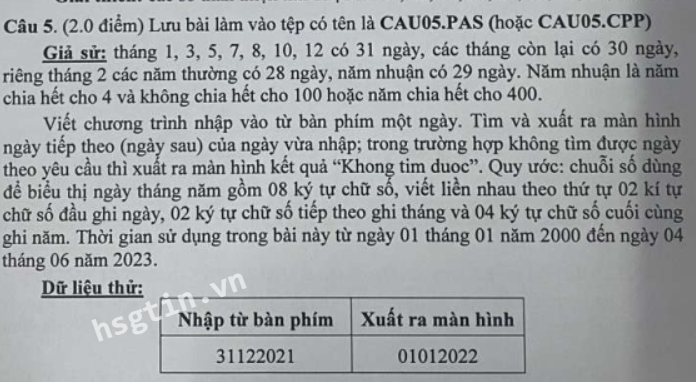 Câu 5. (2.0 điểm) Lưu bài làm vào tệp có tên là CAU05.PAS (hoặc CAU05.CPP)
Giả sử: tháng 1, 3, 5, 7, 8, 10, 12 có 31 ngày, các tháng còn lại có 30 ngày,
riêng tháng 2 các năm thường có 28 ngày, năm nhuận có 29 ngày. Năm nhuận là năm
chia hết cho 4 và không chia hết cho 100 hoặc năm chia hết cho 400.
Viết chương trình nhập vào từ bàn phím một ngày. Tìm và xuất ra màn hình
ngày tiếp theo (ngày sau) của ngày vừa nhập; trong trường hợp không tìm được ngày
theo yêu cầu thì xuất ra màn hình kết quả “Khong tim duoc”. Quy ước: chuỗi số dùng
để biểu thị ngày tháng năm gồm 08 ký tự chữ số, viết liền nhau theo thứ tự 02 kí tự
chữ số đầu ghi ngày, 02 ký tự chữ số tiếp theo ghi tháng và 04 ký tự chữ số cuối cùng
ghi năm. Thời gian sử dụng trong bài này từ ngày 01 tháng 01 năm 2000 đến ngày 04
tháng 06 năm 2023.
Dữ liệu thử:
hsgtin.vn
Nhập từ bàn phím Xuất ra màn hình
31122021 01012022